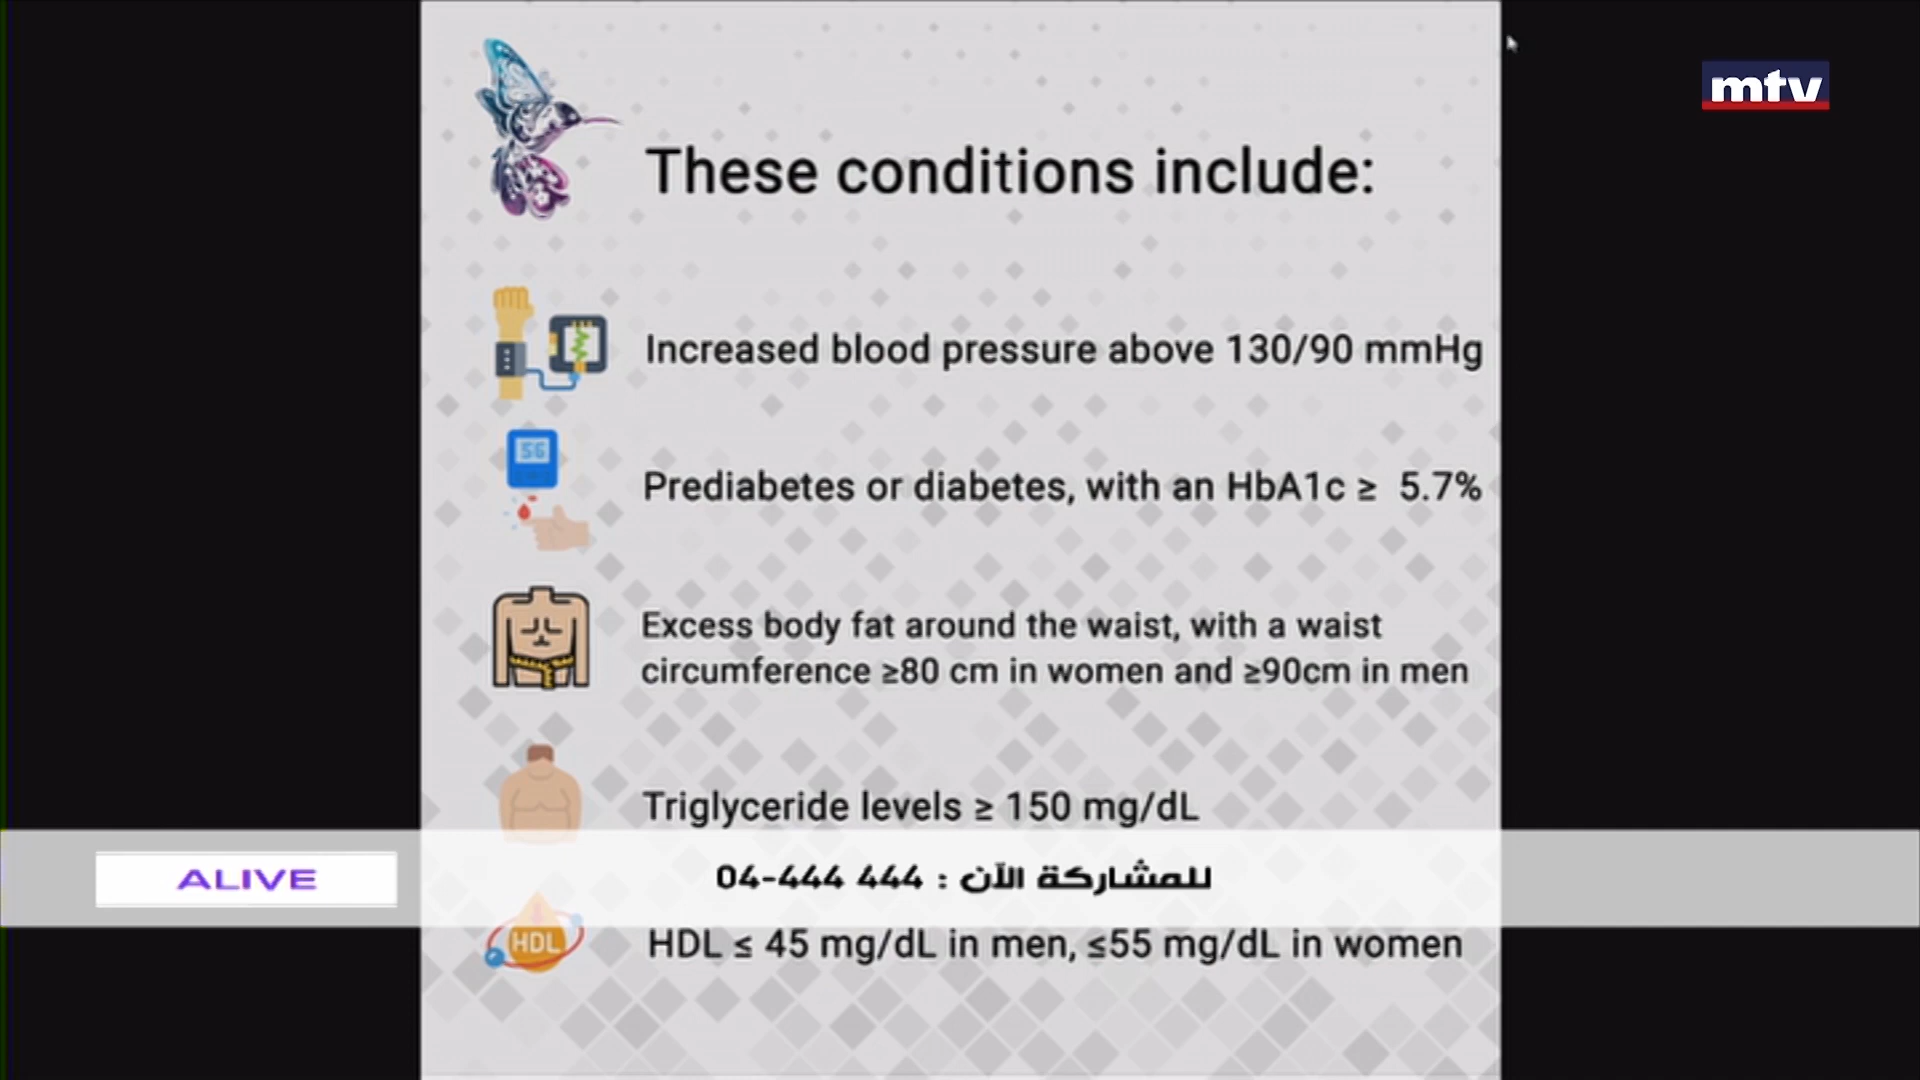 mtv
These conditions include:
Increased blood pressure above 130/90 mmHg
56
Prediabetes or diabetes, with an HbA1c ≥ 5.7%
Excess body fat around the waist, with a waist
circumference ≥80 cm in women and ≥90cm in men
Triglyceride levels ≥ 150 mg/dL
ALIVE
للمشاركة الآن : 444 444-04
HDL
HDL ≤ 45 mg/dL in men, ≤55 mg/dL in women